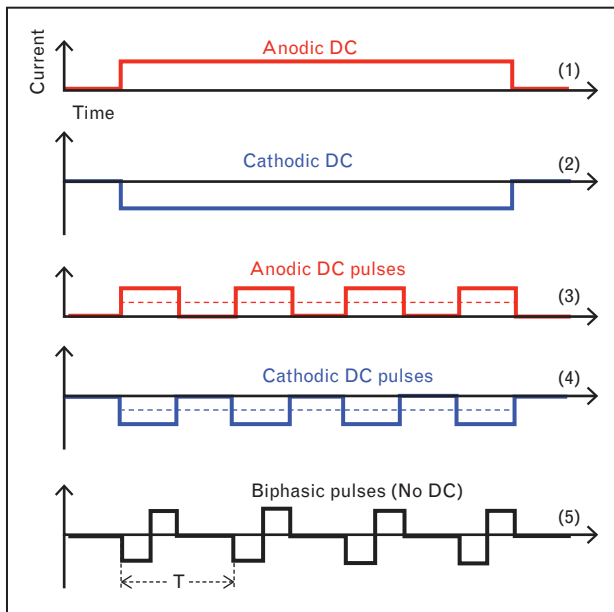 Current
Anodic DC
(1)
Time
Cathodic DC
(2)
Anodic DC pulses
(3)
Cathodic DC pulses
(4)
Biphasic pulses (No DC)
(5)
T